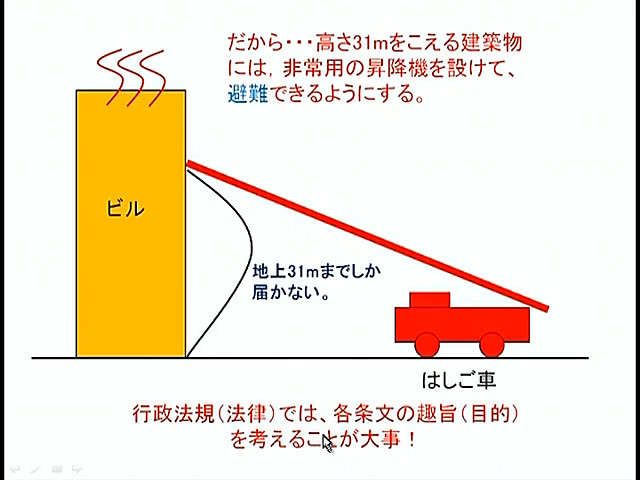 だから・・・高さ31mをこえる建築物
には，非常用の昇降機を設けて、
避難できるようにする。
ビル
地上31mまでしか
届かない。
はしご車
行政法規（法律）では、各条文の趣旨（目的）
を考えることが大事！